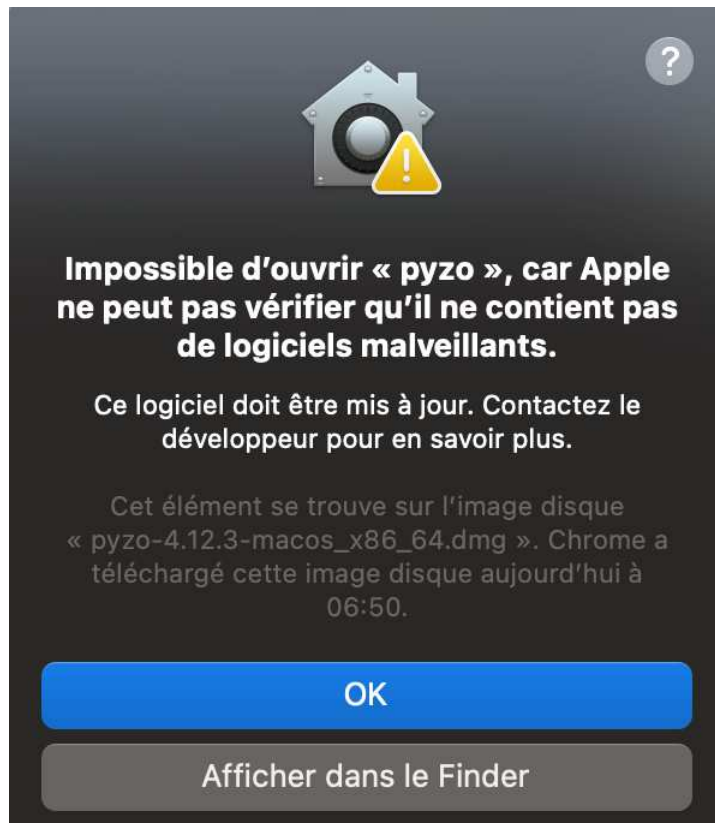 ?
Impossible d’ouvrir « pyzo », car Apple
ne peut pas vérifier qu’il ne contient pas
de logiciels malveillants.
Ce logiciel doit être mis à jour. Contactez le
développeur pour en savoir plus.
Cet élément se trouve sur l’image disque
« pyzo-4.12.3-macos_x86_64.dmg ». Chrome a
téléchargé cette image disque aujourd’hui à
06:50.
OK
Afficher dans le Finder